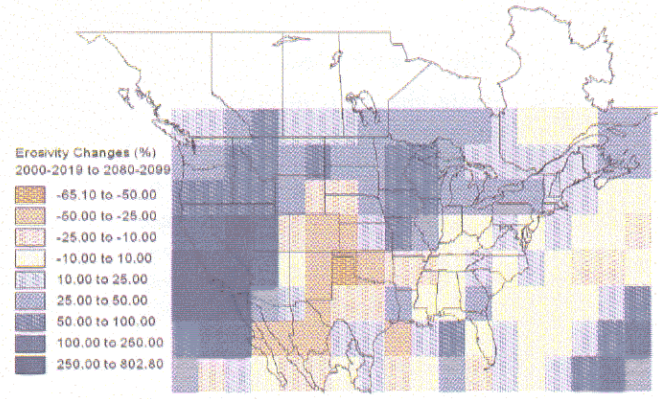 Erosivity Changes (%)
2000-2019 to 2080-2099
-65.10 to -50.00
-50.00 to -25.00
-25.00 to -10.00
-10.00 to 10.00
10.00 to 25.00
25.00 to 50.00
50.00 to 100.00
100.00 to 250.00
250.00 to 802.80